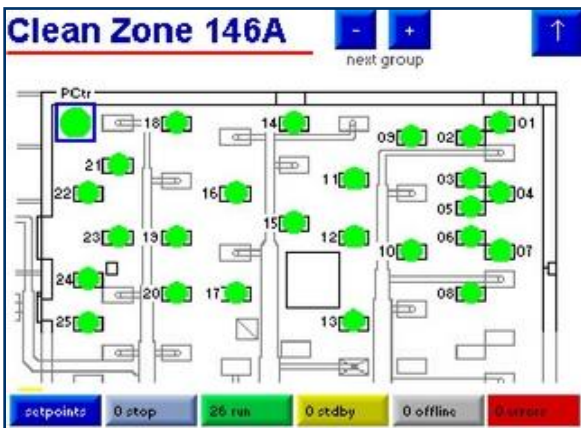 Clean Zone 146A
- +
next group
PCtr
18
14
09
02
01
21
11
03
22
16
04
05
15
23
19
12
10
06
07
24
20
17
08
25
13
setpoints
0 stop
26 run
0 stdby
0 offline
0 errors